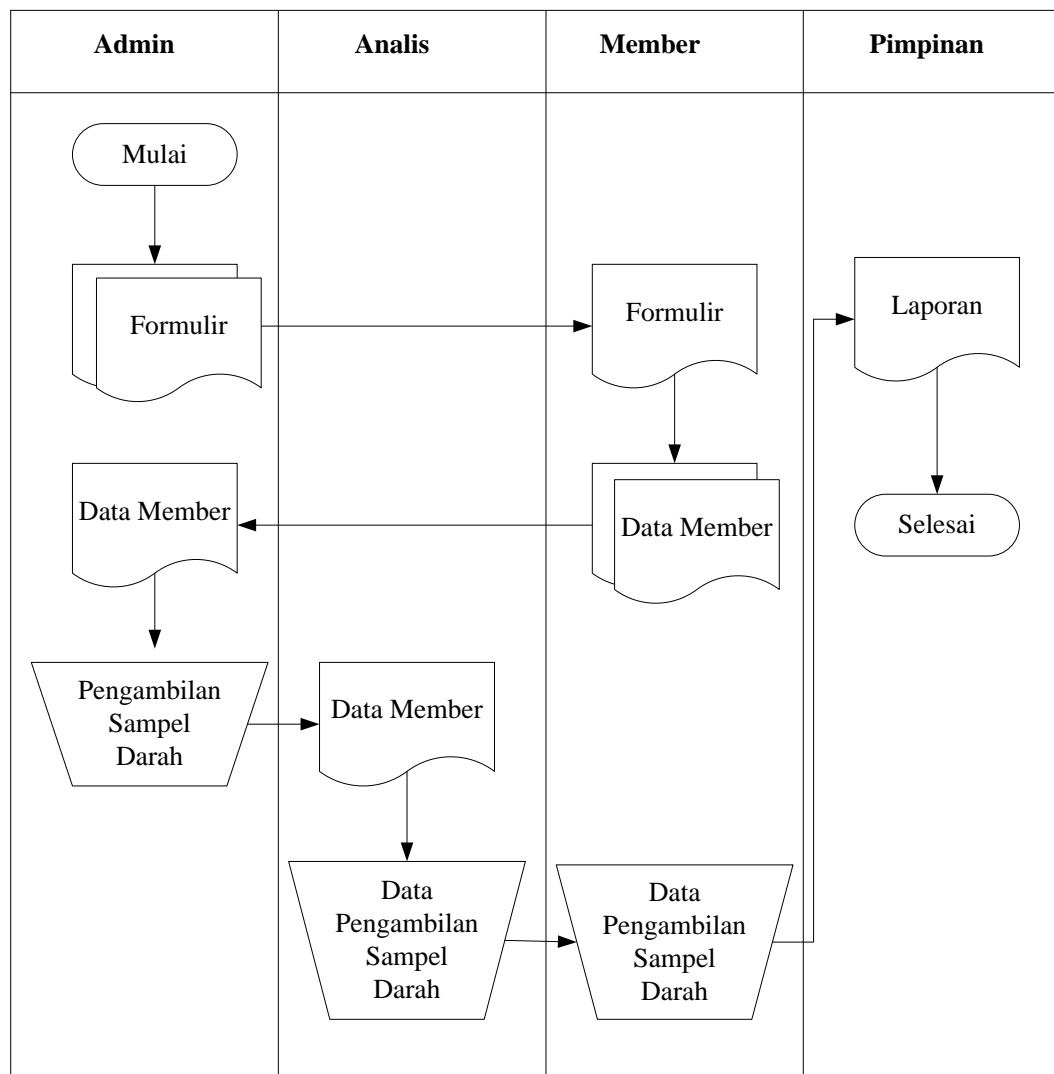 Admin
Analis
Member
Pimpinan
Mulai
Formulir
Formulir
Laporan
Data Member
Data Member
Selesai
Pengambilan
Sampel
Darah
Data Member
Data
Pengambilan
Sampel
Darah
Data
Pengambilan
Sampel
Darah